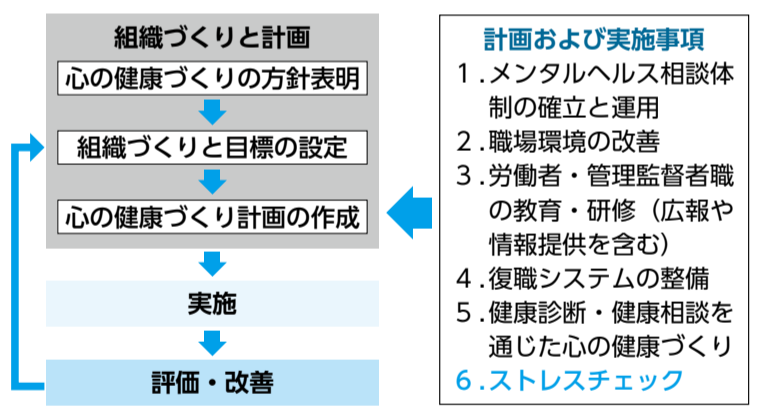 組織づくりと計画
心の健康づくりの方針表明
組織づくりと目標の設定
心の健康づくり計画の作成
実施
評価・改善
計画および実施事項
1.メンタルヘルス相談体
制の確立と運用
2.職場環境の改善
3.労働者・管理監督者職
の教育・研修（広報や
情報提供を含む）
4.復職システムの整備
5.健康診断・健康相談を
通じた心の健康づくり
6.ストレスチェック